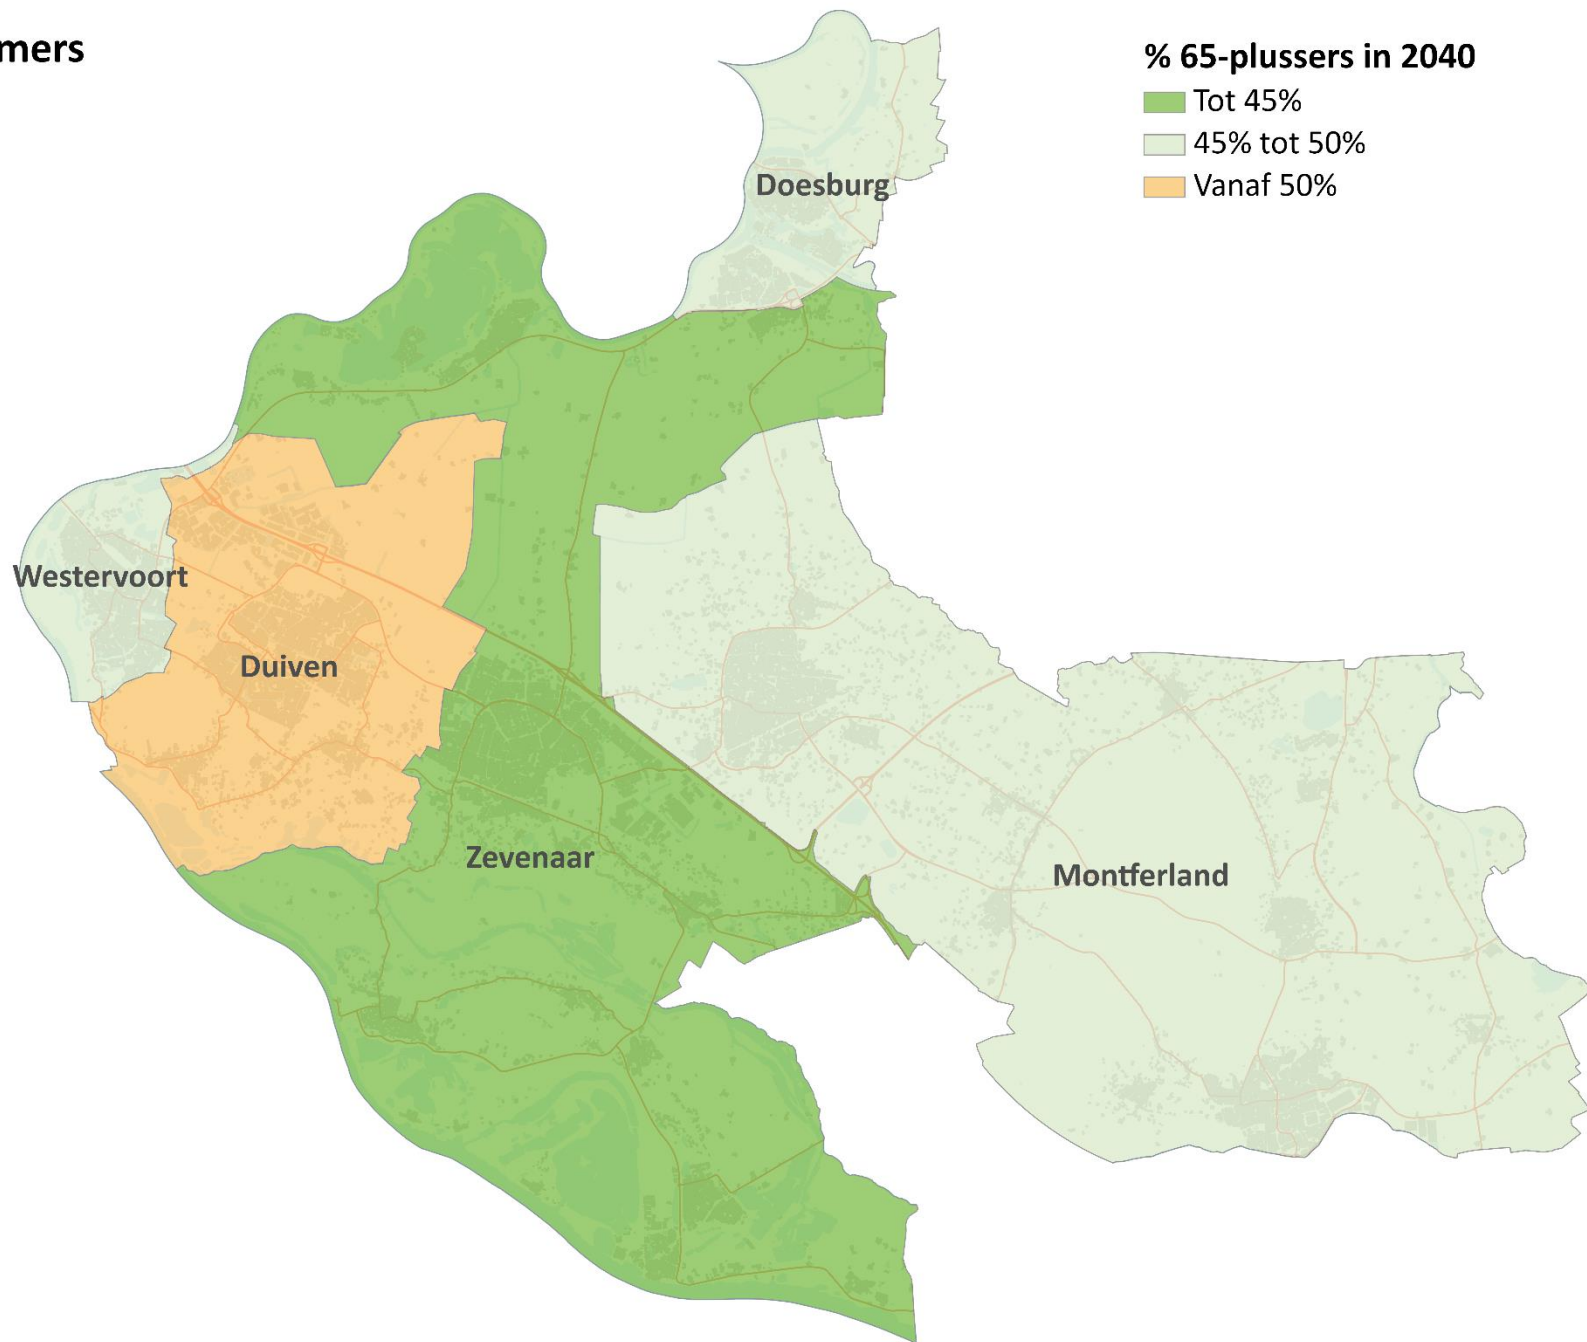 mers
% 65-plussers in 2040
Tot 45%
45% tot 50%
Vanaf 50%
Doesburg
Westervoort
Duiven
Zevenaar
Montferland